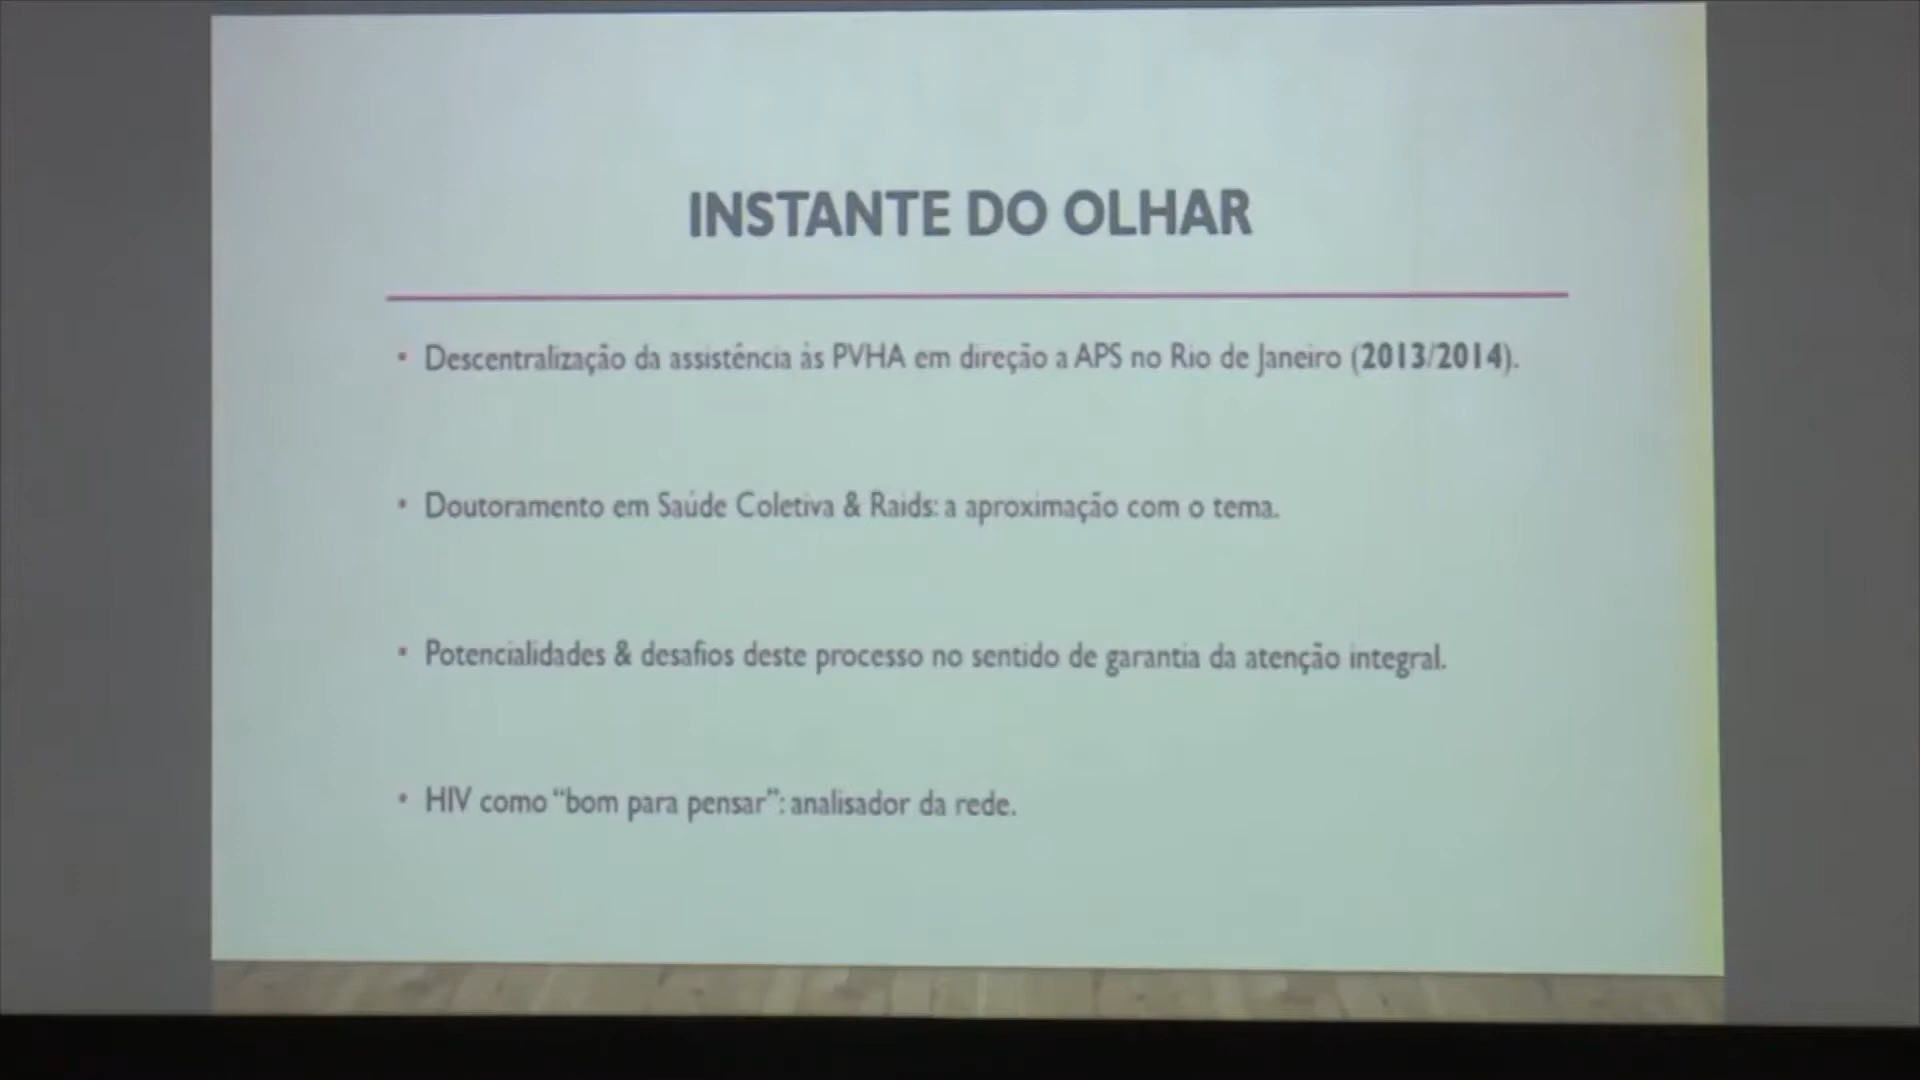 INSTANTE DO OLHAR
• Descentralização da assistência às PVHA em direção a APS no Rio de Janeiro (2013/2014).
• Doutoramento em Saúde Coletiva & Raids: a aproximação com o tema.
• Potencialidades & desafios deste processo no sentido de garantia da atenção integral.
• HIV como “bom para pensar”: analisador da rede.